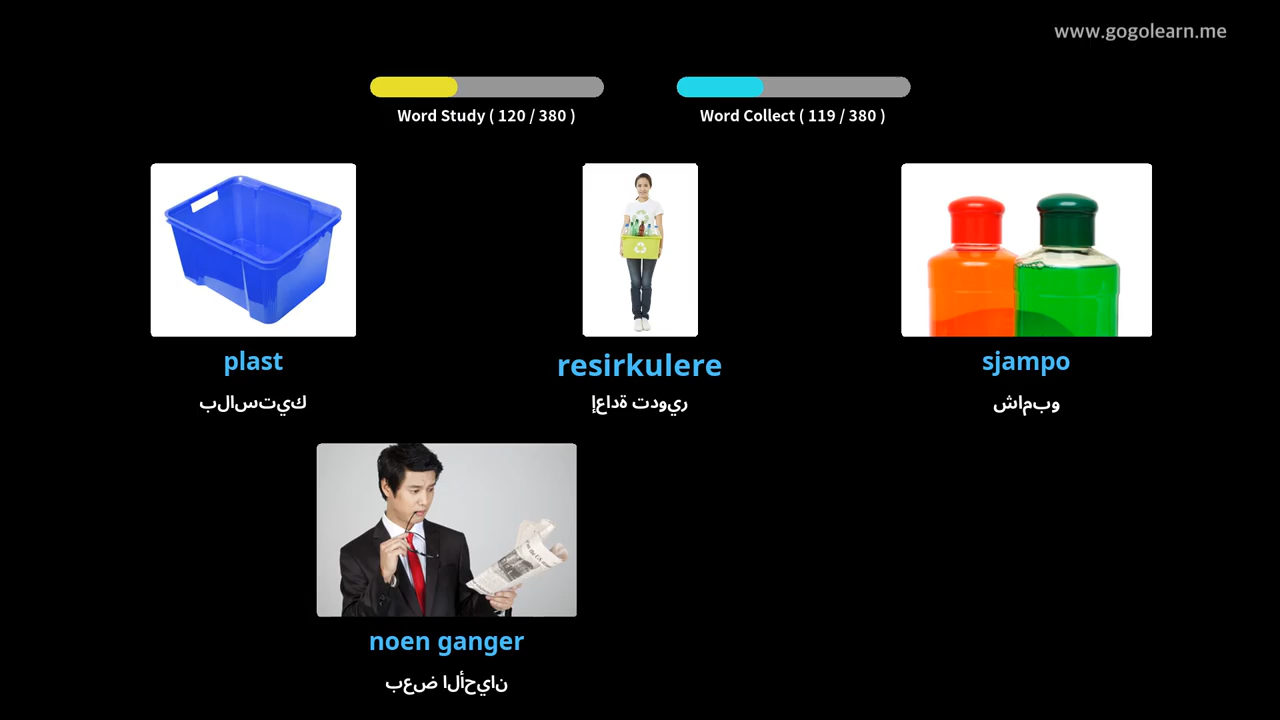 www.gogolearn.me
Word Study ( 120 / 380 )
Word Collect ( 119 / 380 )
plast
بلاستيك
resirkulere
إعادة تدوير
sjampo
شامبو
noen ganger
بعض الأحيان